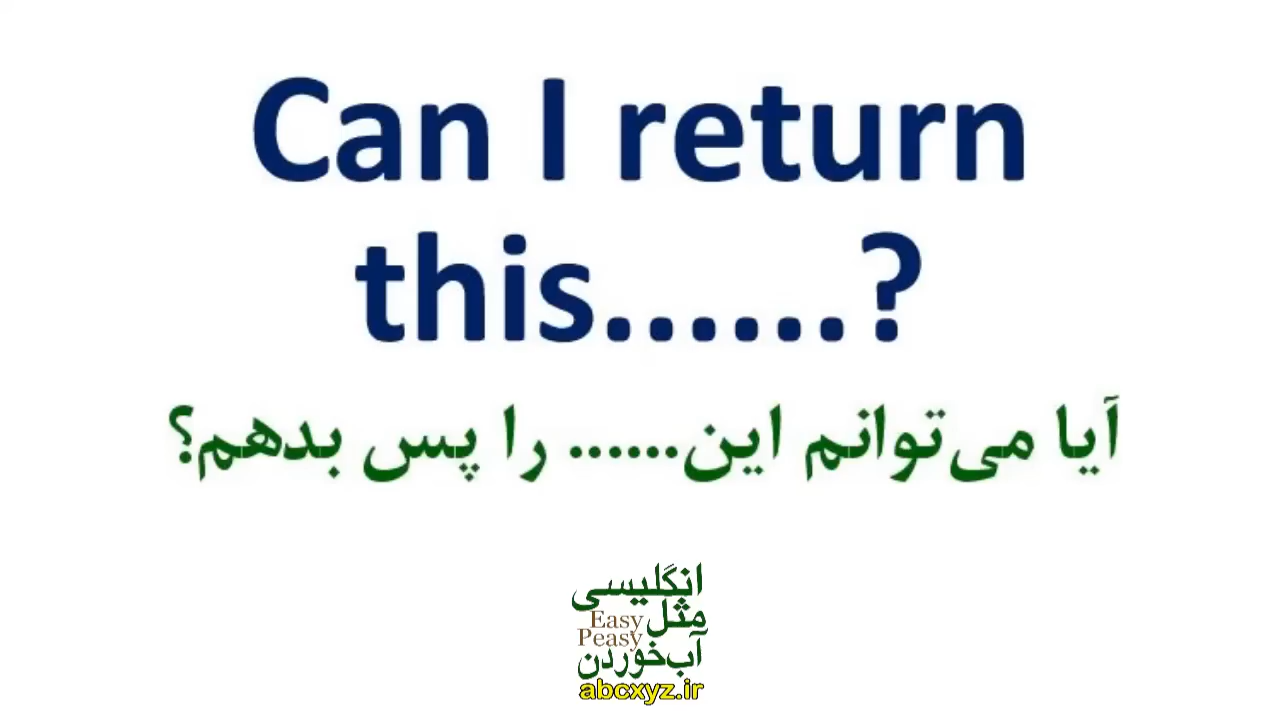 Can I return
this......?
آیا می‌توانم این...... را پس بدهم؟
انگلیسی
مثل Easy
Peasy
آب‌خوردن
abcxyz.ir